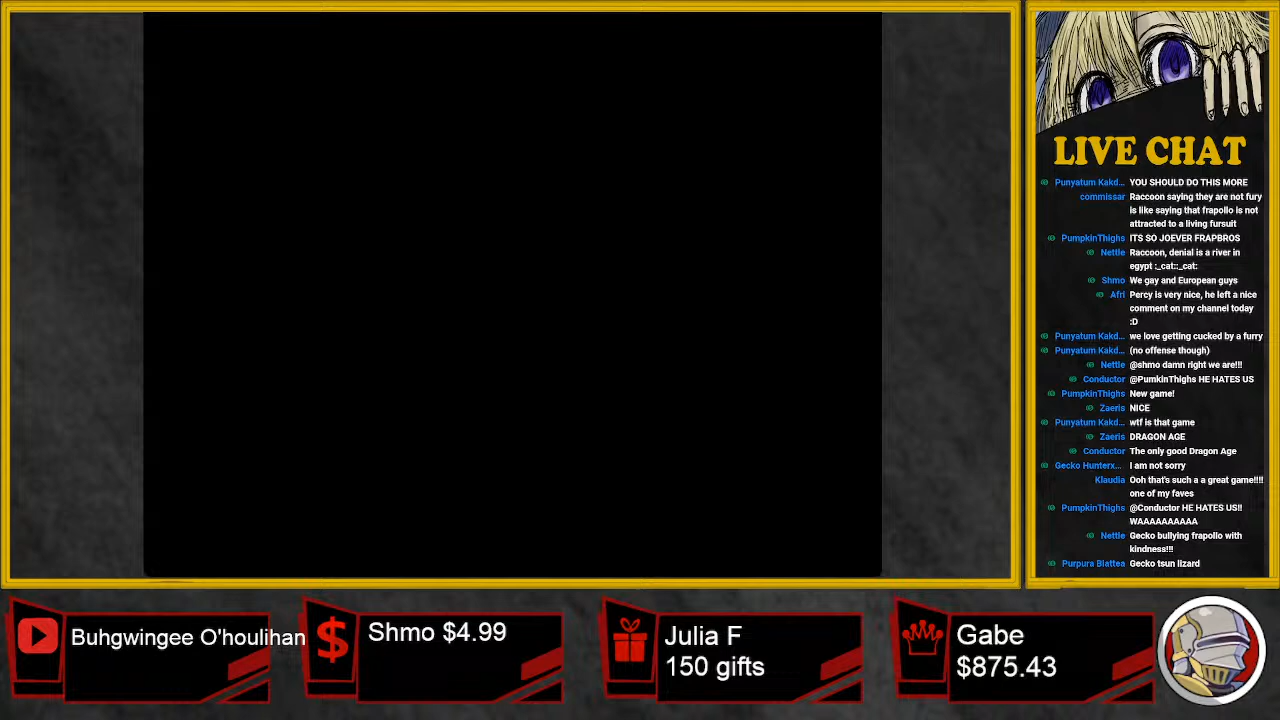 LIVE CHAT
Punyatum Kakd... YOU SHOULD DO THIS MORE
commissar Raccoon saying they are not fury
is like saying that frapollo is not
attracted to a living fursuit
PumpkinThighs ITS SO JOEVER FRAPBROS
Nettle Raccoon, denial is a river in
egypt :_cat::_cat:
Shmo We gay and European guys
Afri Percy is very nice, he left a nice
comment on my channel today
:D
Punyatum Kakd... we love getting cucked by a furry
Punyatum Kakd... (no offense though)
Nettle @shmo damn right we are!!!
Conductor @PumkinThighs HE HATES US
PumpkinThighs New game!
Zaeris NICE
Punyatum Kakd... wtf is that game
Zaeris DRAGON AGE
Conductor The only good Dragon Age
Gecko Hunterx... I am not sorry
Klaudia Ooh that's such a a great game!!!!
one of my faves
PumpkinThighs @Conductor HE HATES US!!
WAAAAAAAAAA
Nettle Gecko bullying frapollo with
kindness!!!
Purpura Blattea Gecko tsun lizard
Buhgwingee O'houlihan
$ Shmo $4.99
Julia F
150 gifts
Gabe
$875.43